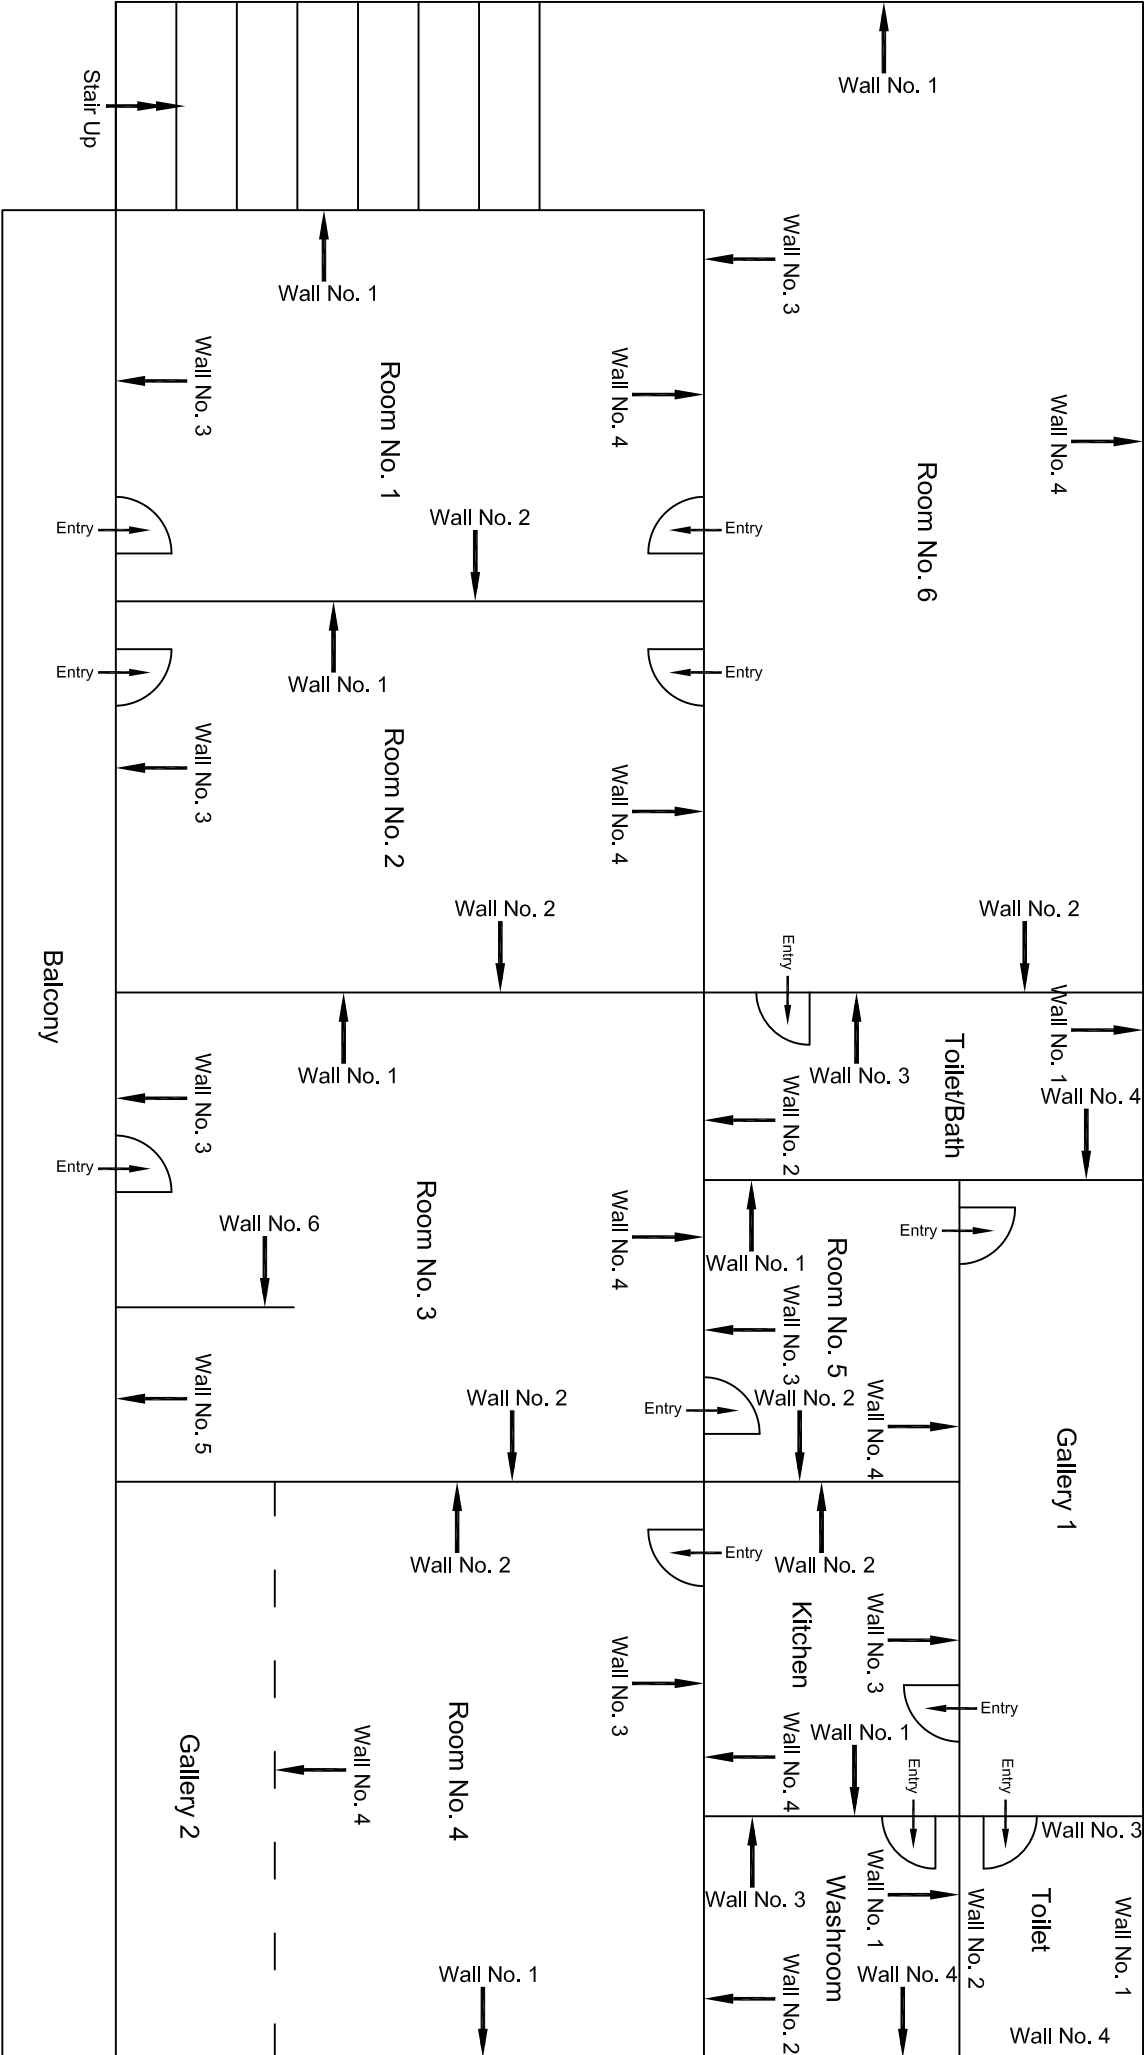 Wall No. 1
Stair Up
Wall No. 3
Wall No. 1
Wall No. 3
Wall No. 4
Room No. 1
Wall No. 4
Room No. 6
Wall No. 2
Entry
Entry
Entry
Entry
Wall No. 1
Wall No. 3
Room No. 2
Wall No. 4
Wall No. 2
Wall No. 2
Entry
Balcony
Wall No. 1
Toilet/Bath
Wall No. 1
Wall No. 3
Wall No. 4
Wall No. 3
Wall No. 2
Entry
Room No. 3
Wall No. 6
Wall No. 4
Wall No. 1
Room No. 5
Entry
Wall No. 3
Wall No. 5
Wall No. 2
Entry
Wall No. 2
Wall No. 4
Gallery 1
Wall No. 2
Entry
Wall No. 2
Kitchen
Wall No. 3
Wall No. 3
Room No. 4
Entry
Gallery 2
Wall No. 4
Wall No. 4
Wall No. 1
Entry
Entry
Wall No. 3
Wall No. 3
Washroom
Wall No. 1
Wall No. 2
Toilet
Wall No. 1
Wall No. 1
Wall No. 2
Wall No. 4
Wall No. 4